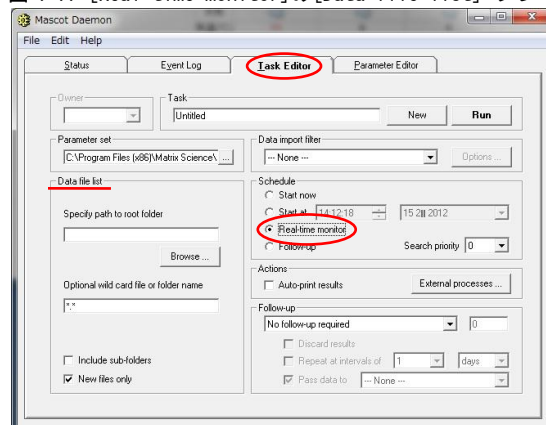 Mascot Daemon
File Edit Help
Status Event Log Task Editor Parameter Editor
Owner Task
Untitled New Run
Parameter set Data import filter
C:\Program Files (x86)\Matrix Science\ ... -- None -- Options ...
Data file list Schedule
Start now
Specify path to root folder Start at 14:12:18 2012
Real-time monitor
Browse ... Follow-up Search priority 0
Actions
Optional wild card file or folder name Auto-print results External processes ...
*.* Follow-up
No follow-up required 0
Discard results
Include sub-folders Repeat at intervals of 1 days
New files only Pass data to -- None --